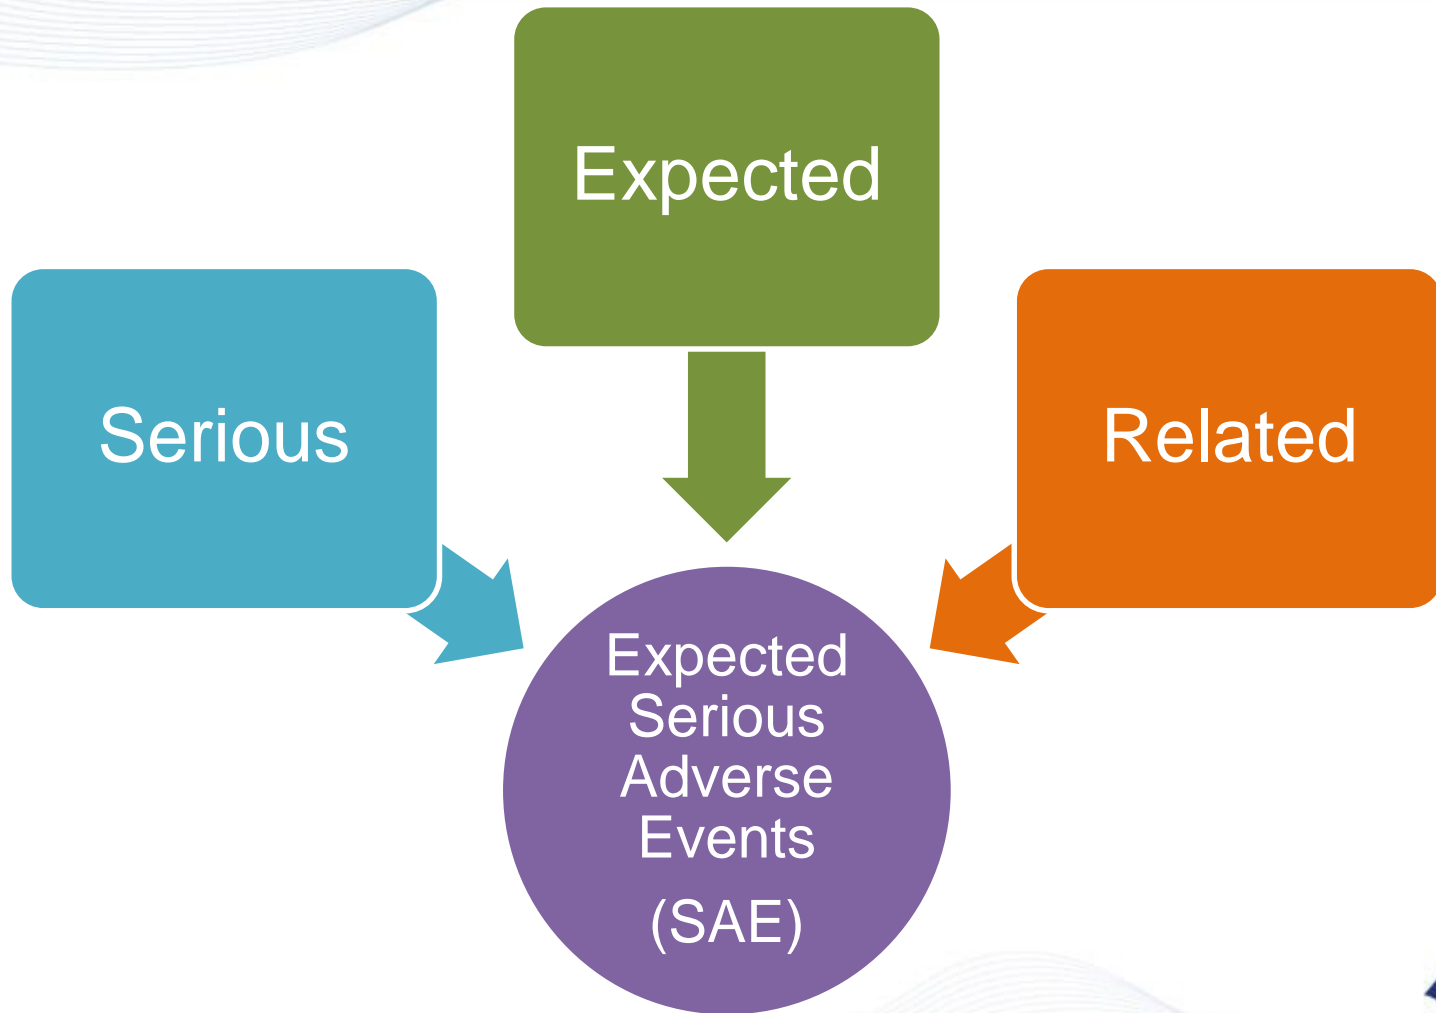 Expected
Serious
Related
Expected
Serious
Adverse
Events
(SAE)